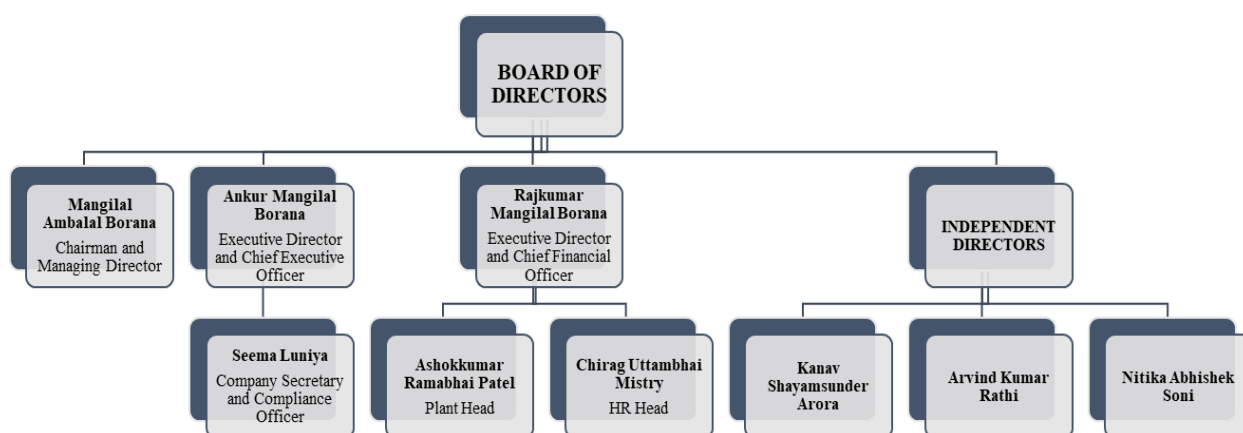 BOARD OF
DIRECTORS
Mangilal
Ambalal Borana
Chairman and
Managing Director
Ankur Mangilal
Borana
Executive Director
and Chief Executive
Officer
Rajkumar
Mangilal Borana
Executive Director
and Chief Financial
Officer
INDEPENDENT
DIRECTORS
Seema Luniya
Company Secretary
and Compliance
Officer
Ashokkumar
Ramabhai Patel
Plant Head
Chirag Uttambhai
Mistry
HR Head
Kanav
Shayamsunder
Arora
Arvind Kumar
Rathi
Nitika Abhishek
Soni